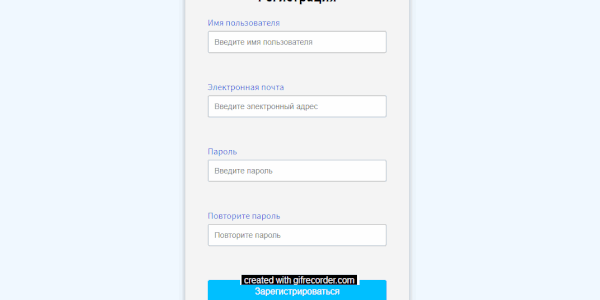 Регистрация
Имя пользователя
Введите имя пользователя
Электронная почта
Введите электронный адрес
Пароль
Введите пароль
Повторите пароль
Повторите пароль
created with gifrecorder.com
Зарегистрироваться